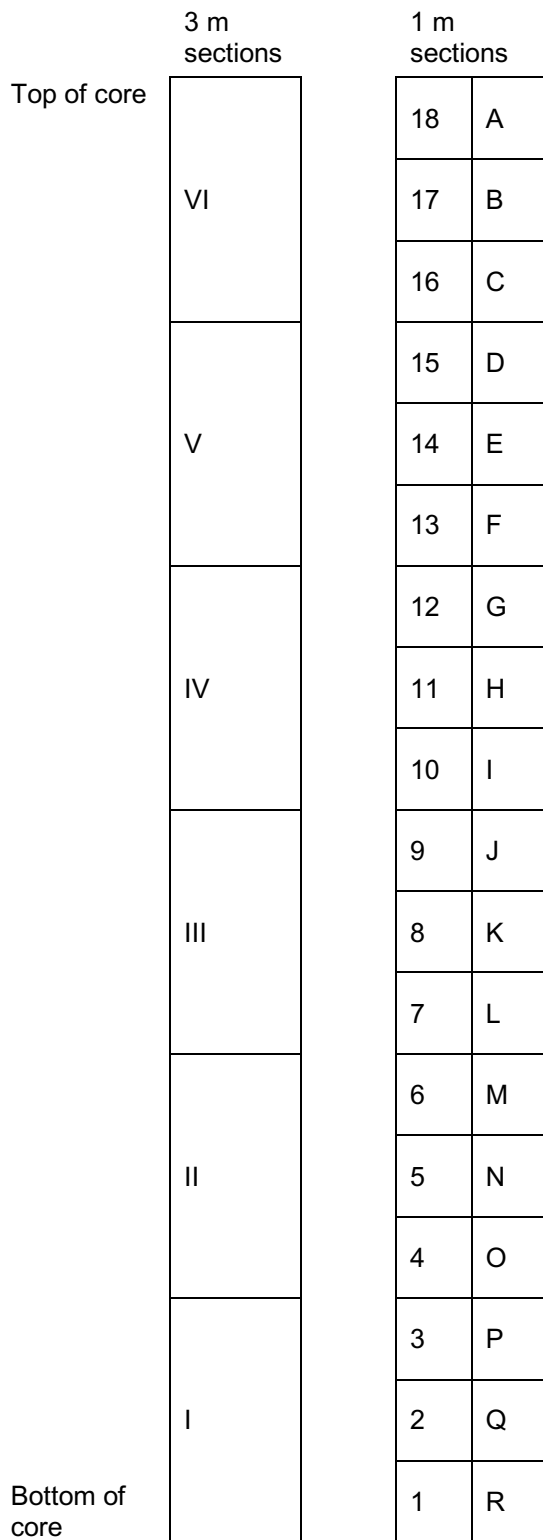 3 m
sections
1 m
sections
Top of core
18 A
VI
17 B
16 C
15 D
V
14 E
13 F
12 G
IV
11 H
10 I
9 J
III
8 K
7 L
6 M
II
5 N
4 O
3 P
I
2 Q
Bottom of
core
1 R